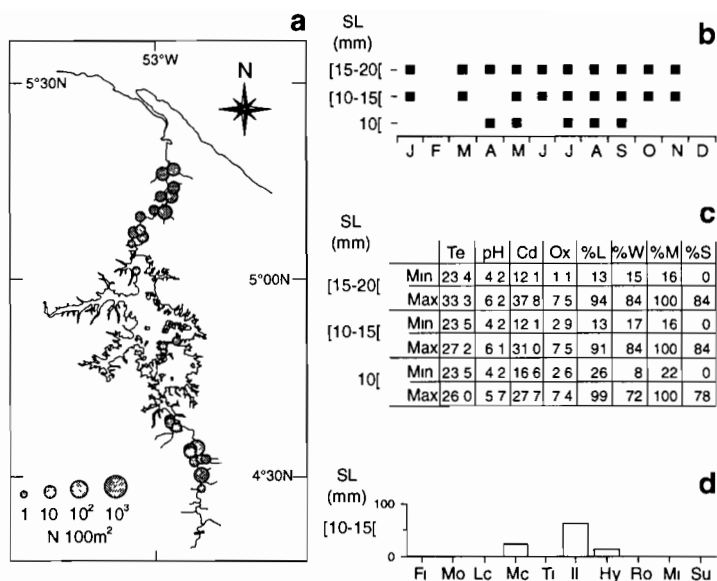 a
53°W
5°30
N
5°00
4°30N
1 10 10² 10³
N 100m²
SL
(mm)
b
[15-20[
[10-15[
10[
J F M A M J J A S O N D
SL
(mm)
c
Te pH Cd Ox %L %W %M %S
[15-20[ Min 23 4 4 2 12 1 1 1 13 15 16 0
Max 33 3 6 2 37 8 7 5 94 84 100 84
[10-15[ Min 23 5 4 2 12 1 2 9 13 17 16 0
Max 27 2 6 1 31 0 7 5 91 84 100 84
10[ Min 23 5 4 2 16 6 2 6 26 8 22 0
Max 26 0 5 7 27 7 7 4 99 72 100 78
SL
(mm)
d
[10-15[
100
0
Fi Mo Lc Mc Ti Il Hy Ro Mi Su